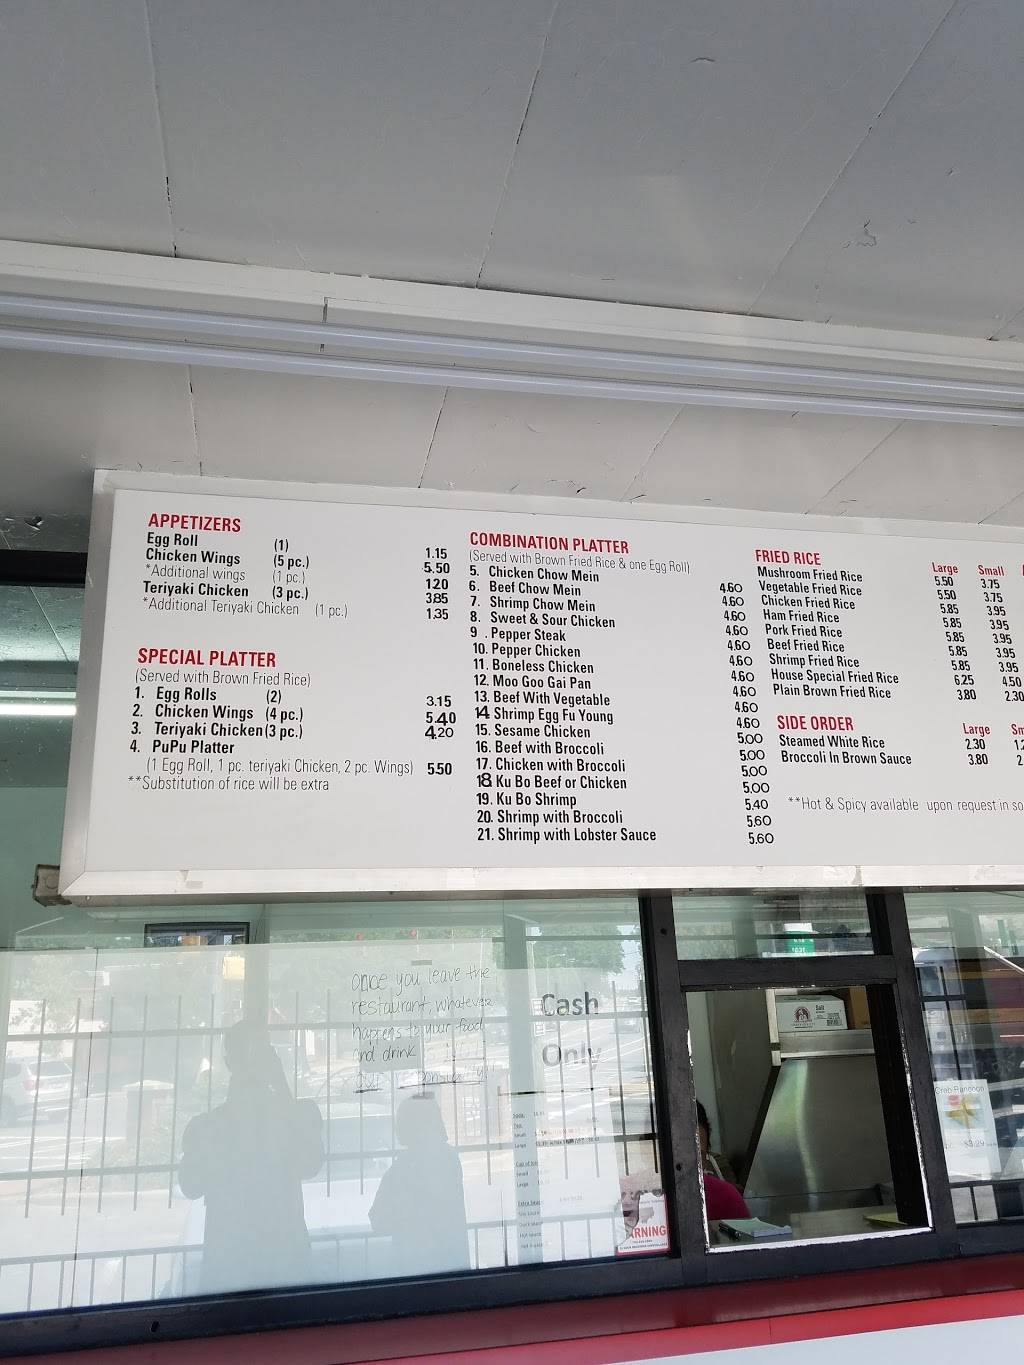 APPETIZERS
Egg Roll (1) 1.15
Chicken Wings (5 pc.) 5.50
*Additional wings (1 pc.) 1.20
Teriyaki Chicken (3 pc.) 3.85
*Additional Teriyaki Chicken (1 pc.) 1.35
SPECIAL PLATTER
(Served with Brown Fried Rice)
1. Egg Rolls (2) 3.15
2. Chicken Wings (4 pc.) 5.40
3. Teriyaki Chicken (3 pc.) 4.20
4. PuPu Platter
(1 Egg Roll, 1 pc. teriyaki Chicken, 2 pc. Wings) 5.50
**Substitution of rice will be extra
COMBINATION PLATTER
(Served with Brown Fried Rice & one Egg Roll)
5. Chicken Chow Mein 4.60
6. Beef Chow Mein 4.60
7. Shrimp Chow Mein 4.60
8. Sweet & Sour Chicken 4.60
9 . Pepper Steak 4.60
10. Pepper Chicken 4.60
11. Boneless Chicken 4.60
12. Moo Goo Gai Pan 4.60
13. Beef With Vegetable 4.60
14 Shrimp Egg Fu Young 4.60
15. Sesame Chicken 5.00
16. Beef with Broccoli 5.00
17. Chicken with Broccoli 5.00
18 Ku Bo Beef or Chicken 5.00
19. Ku Bo Shrimp 5.40
20. Shrimp with Broccoli 5.60
21. Shrimp with Lobster Sauce 5.60
FRIED RICE Large Small
Mushroom Fried Rice 5.50 3.75
Vegetable Fried Rice 5.50 3.75
Chicken Fried Rice 5.85 3.95
Ham Fried Rice 5.85 3.95
Pork Fried Rice 5.85 3.95
Beef Fried Rice 5.85 3.95
Shrimp Fried Rice 5.85 3.95
House Special Fried Rice 6.25 4.50
Plain Brown Fried Rice 3.80 2.30
SIDE ORDER Large Sm
Steamed White Rice 2.30
Broccoli In Brown Sauce 3.80
**Hot & Spicy available upon request in so
once you leave the
restaurant, whatever
happens to your food
and drink
Cash
Only
Salt
Crab Rangoon
$3.29
ARNING